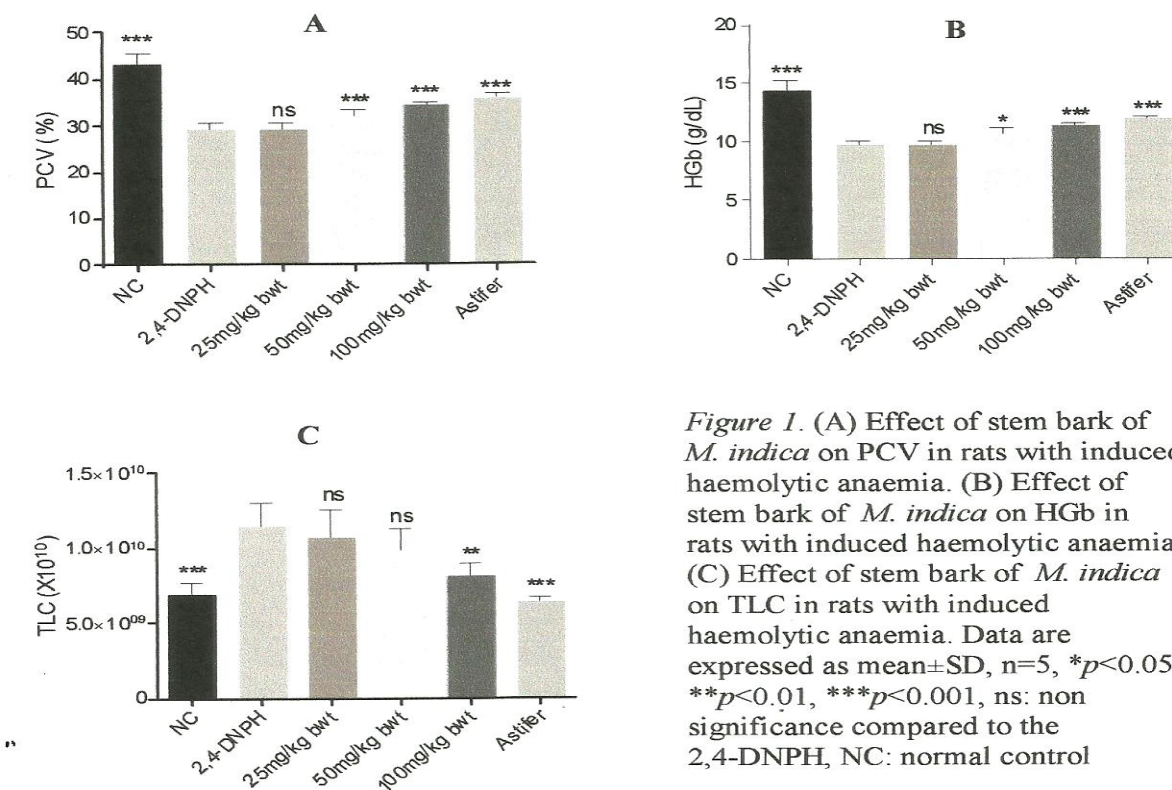 A
PCV (%)
50
40
30
20
10
0
***
ns
***
***
***
NC
2,4-DNPH
25mg/kg bwt
50mg/kg bwt
100mg/kg bwt
Astifer
B
HGb (g/dL)
20
15
10
5
0
***
ns
*
***
***
NC
2,4-DNPH
25mg/kg bwt
50mg/kg bwt
100mg/kg bwt
Astifer
C
TLC (X10¹⁰)
1.5×10¹⁰
1.0×10¹⁰
5.0×10⁰⁹
0
***
ns
ns
**
***
NC
2,4-DNPH
25mg/kg bwt
50mg/kg bwt
100mg/kg bwt
Astifer
Figure 1. (A) Effect of stem bark of
M. indica on PCV in rats with induced
haemolytic anaemia. (B) Effect of
stem bark of M. indica on HGb in
rats with induced haemolytic anaemia
(C) Effect of stem bark of M. indica
on TLC in rats with induced
haemolytic anaemia. Data are
expressed as mean±SD, n=5, *p<0.05
**p<0.01, ***p<0.001, ns: non
significance compared to the
2,4-DNPH, NC: normal control